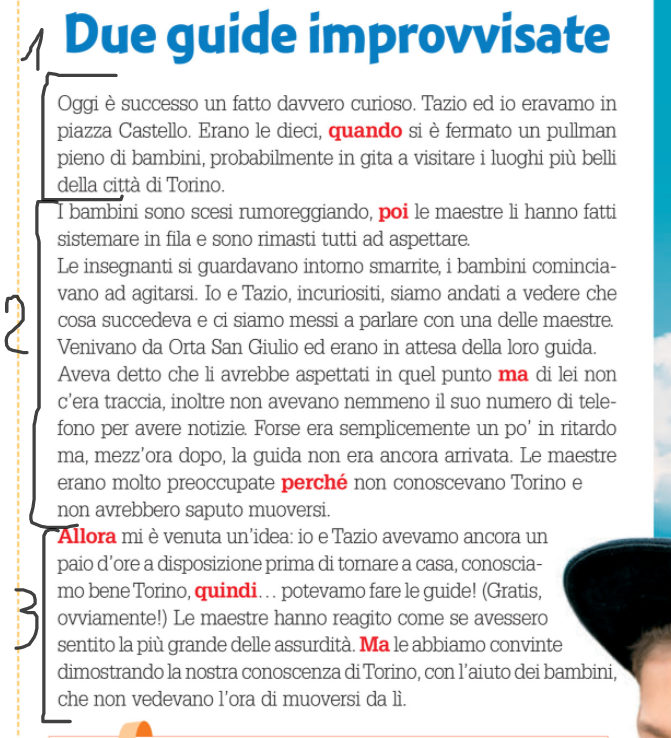 Due guide improvvisate
1
Oggi è successo un fatto davvero curioso. Tazio ed io eravamo in
piazza Castello. Erano le dieci, quando si è fermato un pullman
pieno di bambini, probabilmente in gita a visitare i luoghi più belli
della città di Torino.
I bambini sono scesi rumoreggiando, poi le maestre li hanno fatti
sistemare in fila e sono rimasti tutti ad aspettare.
Le insegnanti si guardavano intorno smarrite, i bambini comincia-
vano ad agitarsi. Io e Tazio, incuriositi, siamo andati a vedere che
2
cosa succedeva e ci siamo messi a parlare con una delle maestre.
Venivano da Orta San Giulio ed erano in attesa della loro guida.
Aveva detto che li avrebbe aspettati in quel punto ma di lei non
c'era traccia, inoltre non avevano nemmeno il suo numero di tele-
fono per avere notizie. Forse era semplicemente un po' in ritardo
ma, mezz'ora dopo, la guida non era ancora arrivata. Le maestre
erano molto preoccupate perché non conoscevano Torino e
non avrebbero saputo muoversi.
Allora mi è venuta un'idea: io e Tazio avevamo ancora un
paio d'ore a disposizione prima di tornare a casa, conoscia-
mo bene Torino, quindi... potevamo fare le guide! (Gratis,
3
ovviamente!) Le maestre hanno reagito come se avessero
sentito la più grande delle assurdità. Ma le abbiamo convinte
dimostrando la nostra conoscenza di Torino, con l'aiuto dei bambini,
che non vedevano l'ora di muoversi da lì.